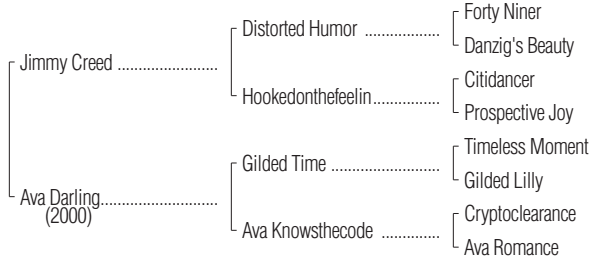 Forty Niner
Distorted Humor ..................
Danzig's Beauty
Jimmy Creed ........................
Citidancer
Hookedonthefeelin................
Prospective Joy
Timeless Moment
Gilded Time ..........................
Gilded Lilly
Ava Darling............................
(2000)
Cryptoclearance
Ava Knowsthecode ..............
Ava Romance